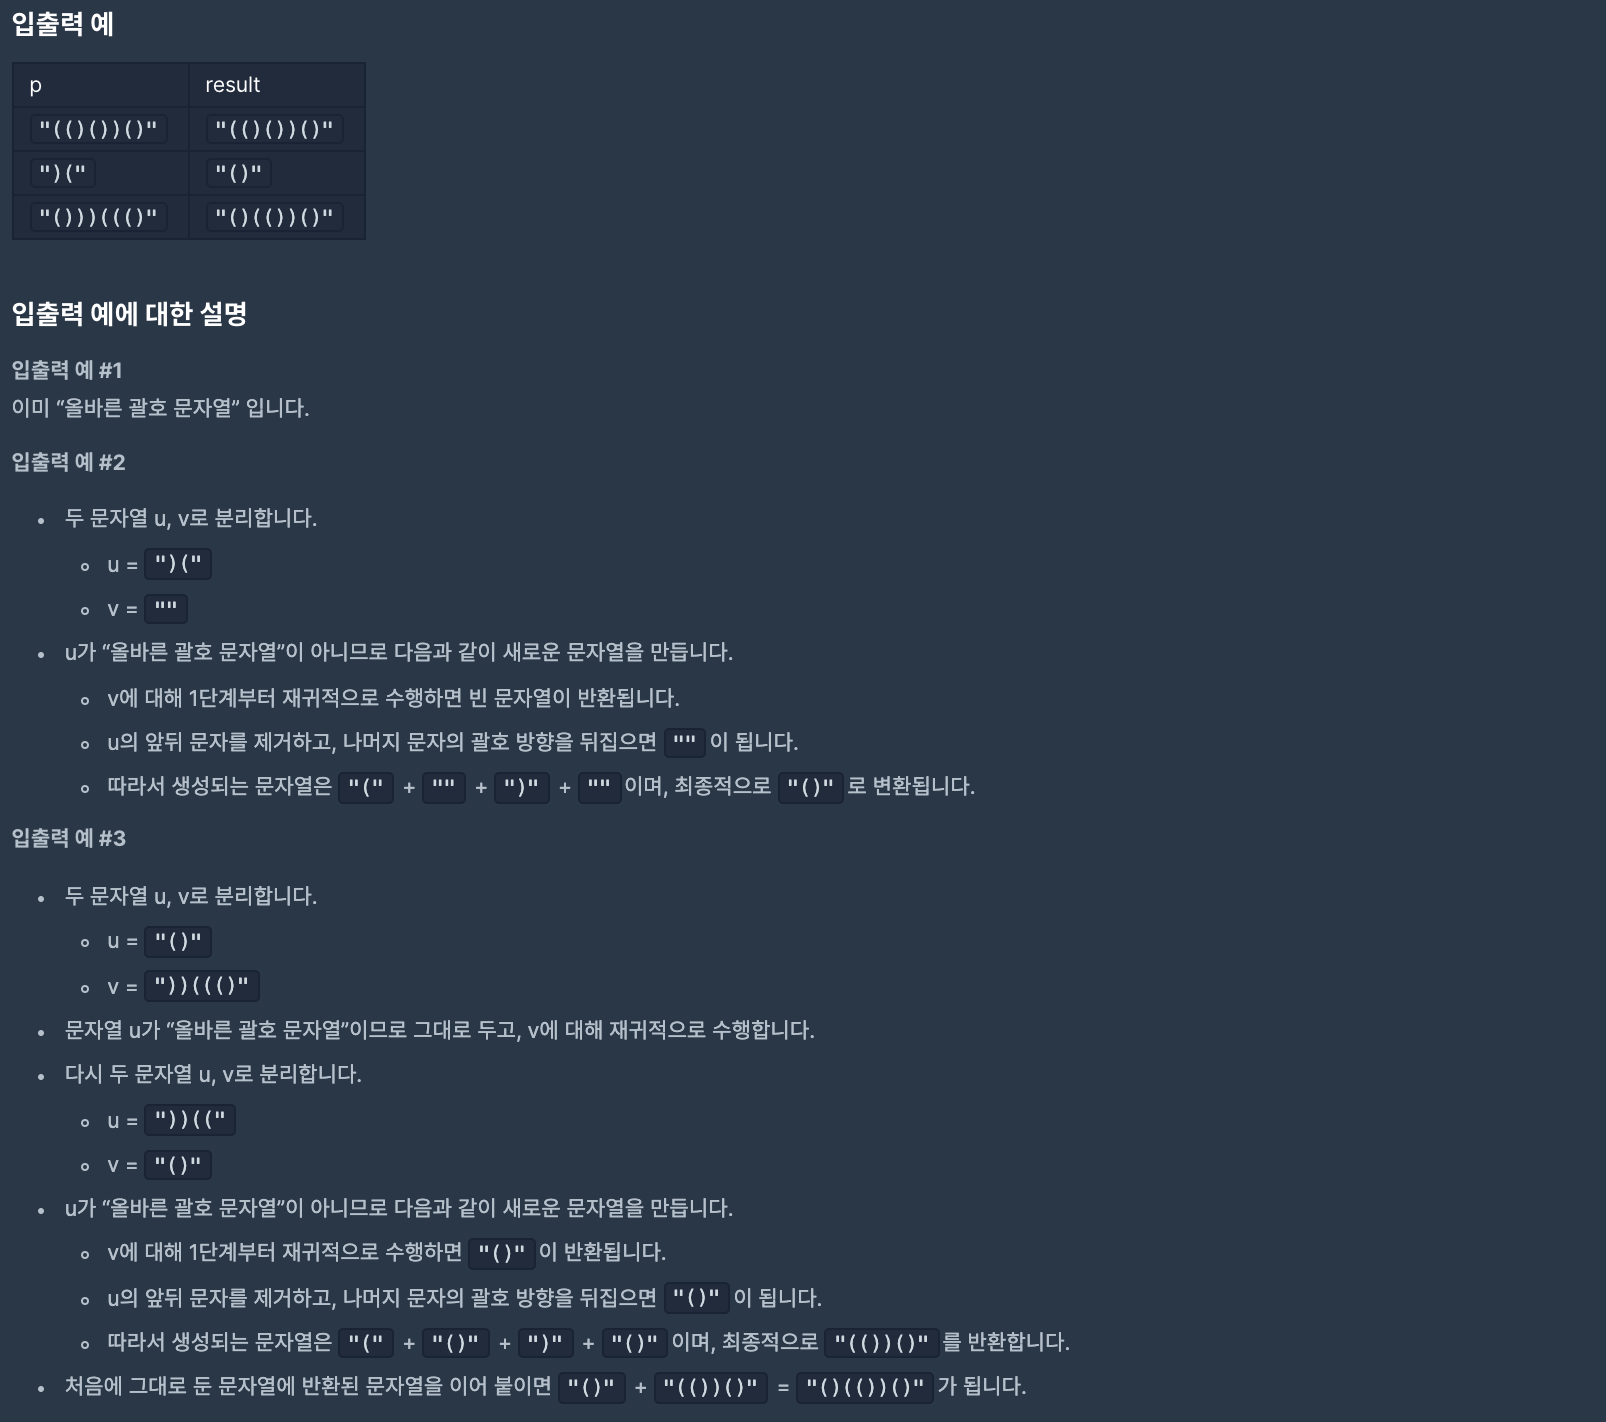 입출력 예
p result
"(()())()" "(()())()"
")(" "()"
"()))((()" "()(())()"
입출력 예에 대한 설명
입출력 예 #1
이미 “올바른 괄호 문자열” 입니다.
입출력 예 #2
• 두 문자열 u, v로 분리합니다.
◦ u = ")("
◦ v = ""
• u가 “올바른 괄호 문자열”이 아니므로 다음과 같이 새로운 문자열을 만듭니다.
◦ v에 대해 1단계부터 재귀적으로 수행하면 빈 문자열이 반환됩니다.
◦ u의 앞뒤 문자를 제거하고, 나머지 문자의 괄호 방향을 뒤집으면 "" 이 됩니다.
◦ 따라서 생성되는 문자열은 "(" + "" + ")" + "" 이며, 최종적으로 "()" 로 변환됩니다.
입출력 예 #3
• 두 문자열 u, v로 분리합니다.
◦ u = "()"
◦ v = "))((()"
• 문자열 u가 “올바른 괄호 문자열”이므로 그대로 두고, v에 대해 재귀적으로 수행합니다.
• 다시 두 문자열 u, v로 분리합니다.
◦ u = "))(("
◦ v = "()"
• u가 “올바른 괄호 문자열”이 아니므로 다음과 같이 새로운 문자열을 만듭니다.
◦ v에 대해 1단계부터 재귀적으로 수행하면 "()" 이 반환됩니다.
◦ u의 앞뒤 문자를 제거하고, 나머지 문자의 괄호 방향을 뒤집으면 "()" 이 됩니다.
◦ 따라서 생성되는 문자열은 "(" + "()" + ")" + "()" 이며, 최종적으로 "(())()" 를 반환합니다.
• 처음에 그대로 둔 문자열에 반환된 문자열을 이어 붙이면 "()" + "(())()" = "()(())()" 가 됩니다.